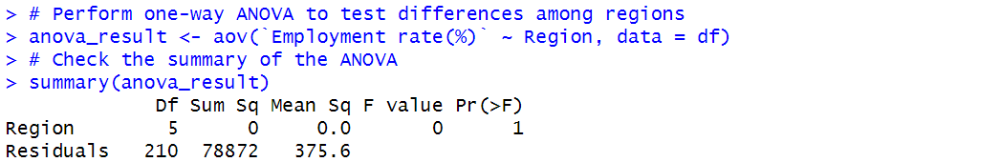 > # Perform one-way ANOVA to test differences among regions
> anova_result <- aov(`Employment rate(%)` ~ Region, data = df)
> # Check the summary of the ANOVA
> summary(anova_result)
             Df Sum Sq Mean Sq F value Pr(>F)
Region        5      0     0.0       0      1
Residuals   210  78872   375.6